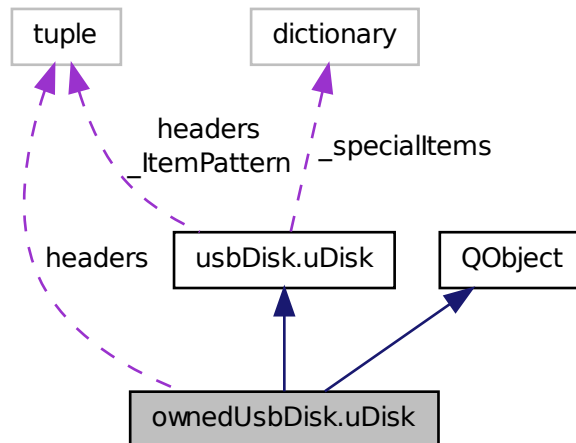 tuple
dictionary
headers
_ItemPattern
_specialItems
headers
usbDisk.uDisk
QObject
ownedUsbDisk.uDisk